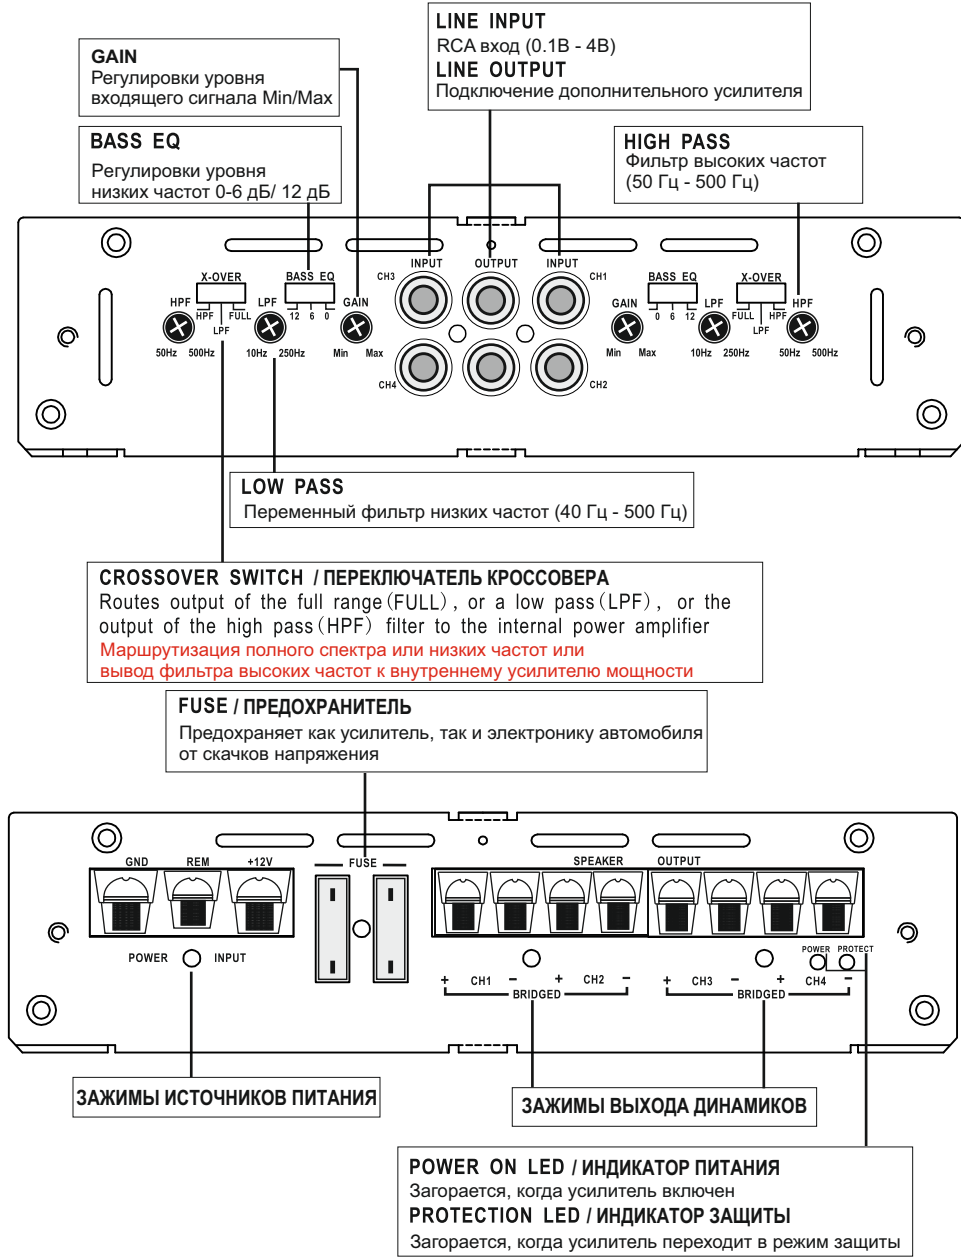 LINE INPUT
RCA вход (0.1В - 4В)
LINE OUTPUT
Подключение дополнительного усилителя
GAIN
Регулировки уровня
входящего сигнала Min/Max
BASS EQ
Регулировки уровня
низких частот 0-6 дБ/ 12 дБ
HIGH PASS
Фильтр высоких частот
(50 Гц - 500 Гц)
INPUT OUTPUT INPUT
CH3 CH1
X-OVER BASS EQ BASS EQ X-OVER
HPF LPF GAIN GAIN LPF HPF
HPF FULL 12 6 0 0 6 12 FULL HPF
LPF LPF
50Hz 500Hz 10Hz 250Hz Min Max Min Max 10Hz 250Hz 50Hz 500Hz
CH4 CH2
LOW PASS
Переменный фильтр низких частот (40 Гц - 500 Гц)
CROSSOVER SWITCH / ПЕРЕКЛЮЧАТЕЛЬ КРОССОВЕРА
Routes output of the full range(FULL), or a low pass(LPF), or the
output of the high pass(HPF) filter to the internal power amplifier
Маршрутизация полного спектра или низких частот или
вывод фильтра высоких частот к внутреннему усилителю мощности
FUSE / ПРЕДОХРАНИТЕЛЬ
Предохраняет как усилитель, так и электронику автомобиля
от скачков напряжения
GND REM +12V FUSE SPEAKER OUTPUT
POWER INPUT
POWER PROTECT
+ CH1 − + CH2 − + CH3 − + CH4 −
BRIDGED BRIDGED
ЗАЖИМЫ ИСТОЧНИКОВ ПИТАНИЯ
ЗАЖИМЫ ВЫХОДА ДИНАМИКОВ
POWER ON LED / ИНДИКАТОР ПИТАНИЯ
Загорается, когда усилитель включен
PROTECTION LED / ИНДИКАТОР ЗАЩИТЫ
Загорается, когда усилитель переходит в режим защиты